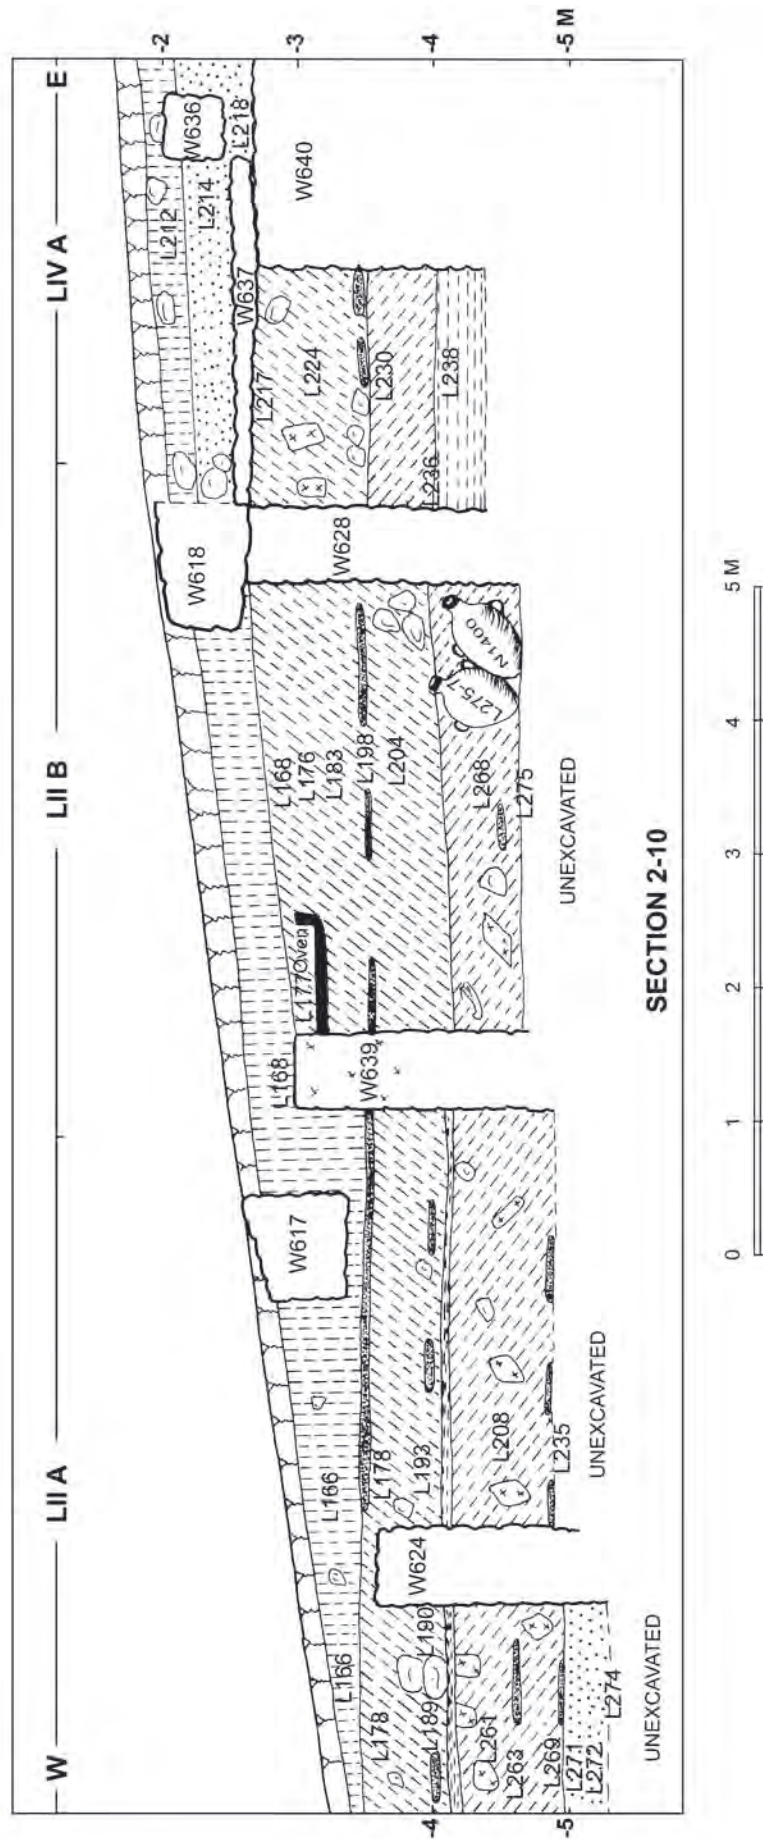 W LII A LII B LIV A E
-2
-3
-4
-5 M
-4
-5
L166
L166
W617
L168
L178
L178
L189
L190
W624
L193
L261
L263
L269
L271
L272
L274
L208
L235
UNEXCAVATED
UNEXCAVATED
W639
L177 Oven
L168
L176
L183
L198
L204
L268
L275
L275-7
N1400
UNEXCAVATED
W618
W628
L212
L214
W636
L218
W637
L217
L224
L230
236
L238
W640
SECTION 2-10
0 1 2 3 4 5 M